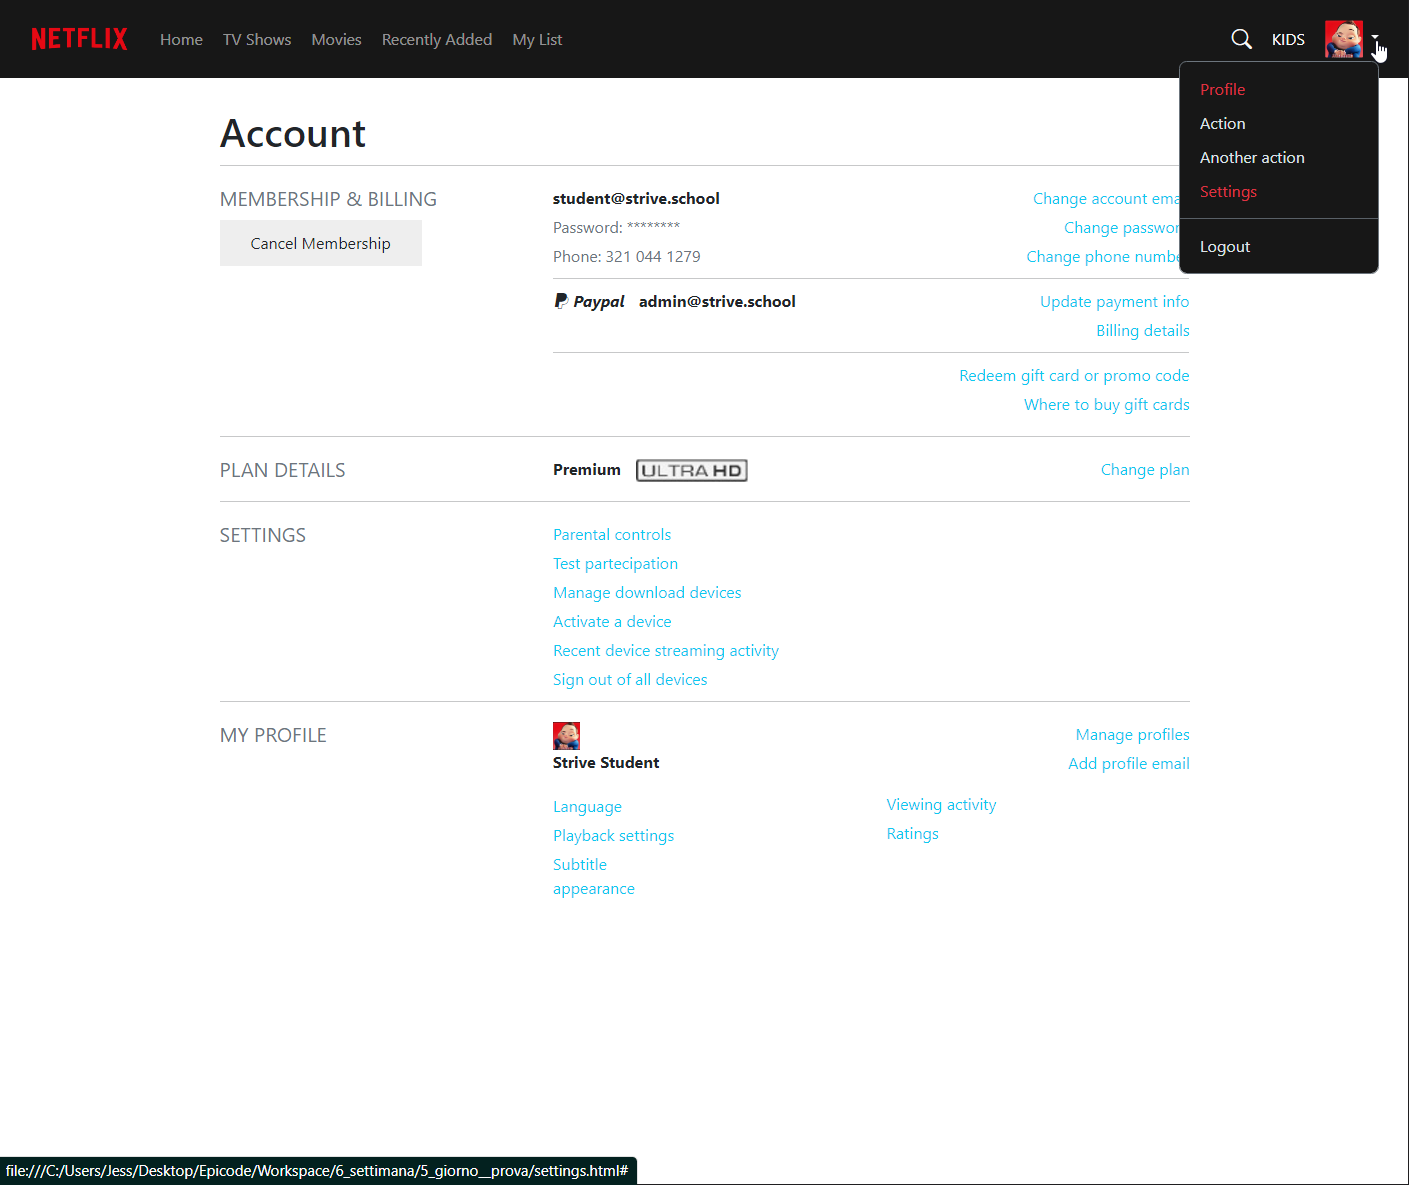 NETFLIX Home TV Shows Movies Recently Added My List KIDS
Profile
Action
Another action
Settings
Logout
Account
MEMBERSHIP & BILLING
Cancel Membership
student@strive.school Change account
Password: ******** Change
Phone: 321 044 1279 Change phone
Paypal admin@strive.school Update payment info
Billing details
Redeem gift card or promo code
Where to buy gift cards
PLAN DETAILS Premium ULTRA HD Change plan
SETTINGS
Parental controls
Test partecipation
Manage download devices
Activate a device
Recent device streaming activity
Sign out of all devices
MY PROFILE
Strive Student
Manage profiles
Add profile email
Language
Playback settings
Subtitle
appearance
Viewing activity
Ratings
file:///C:/Users/Jess/Desktop/Epicode/Workspace/6_settimana/5_giorno__prova/settings.html#